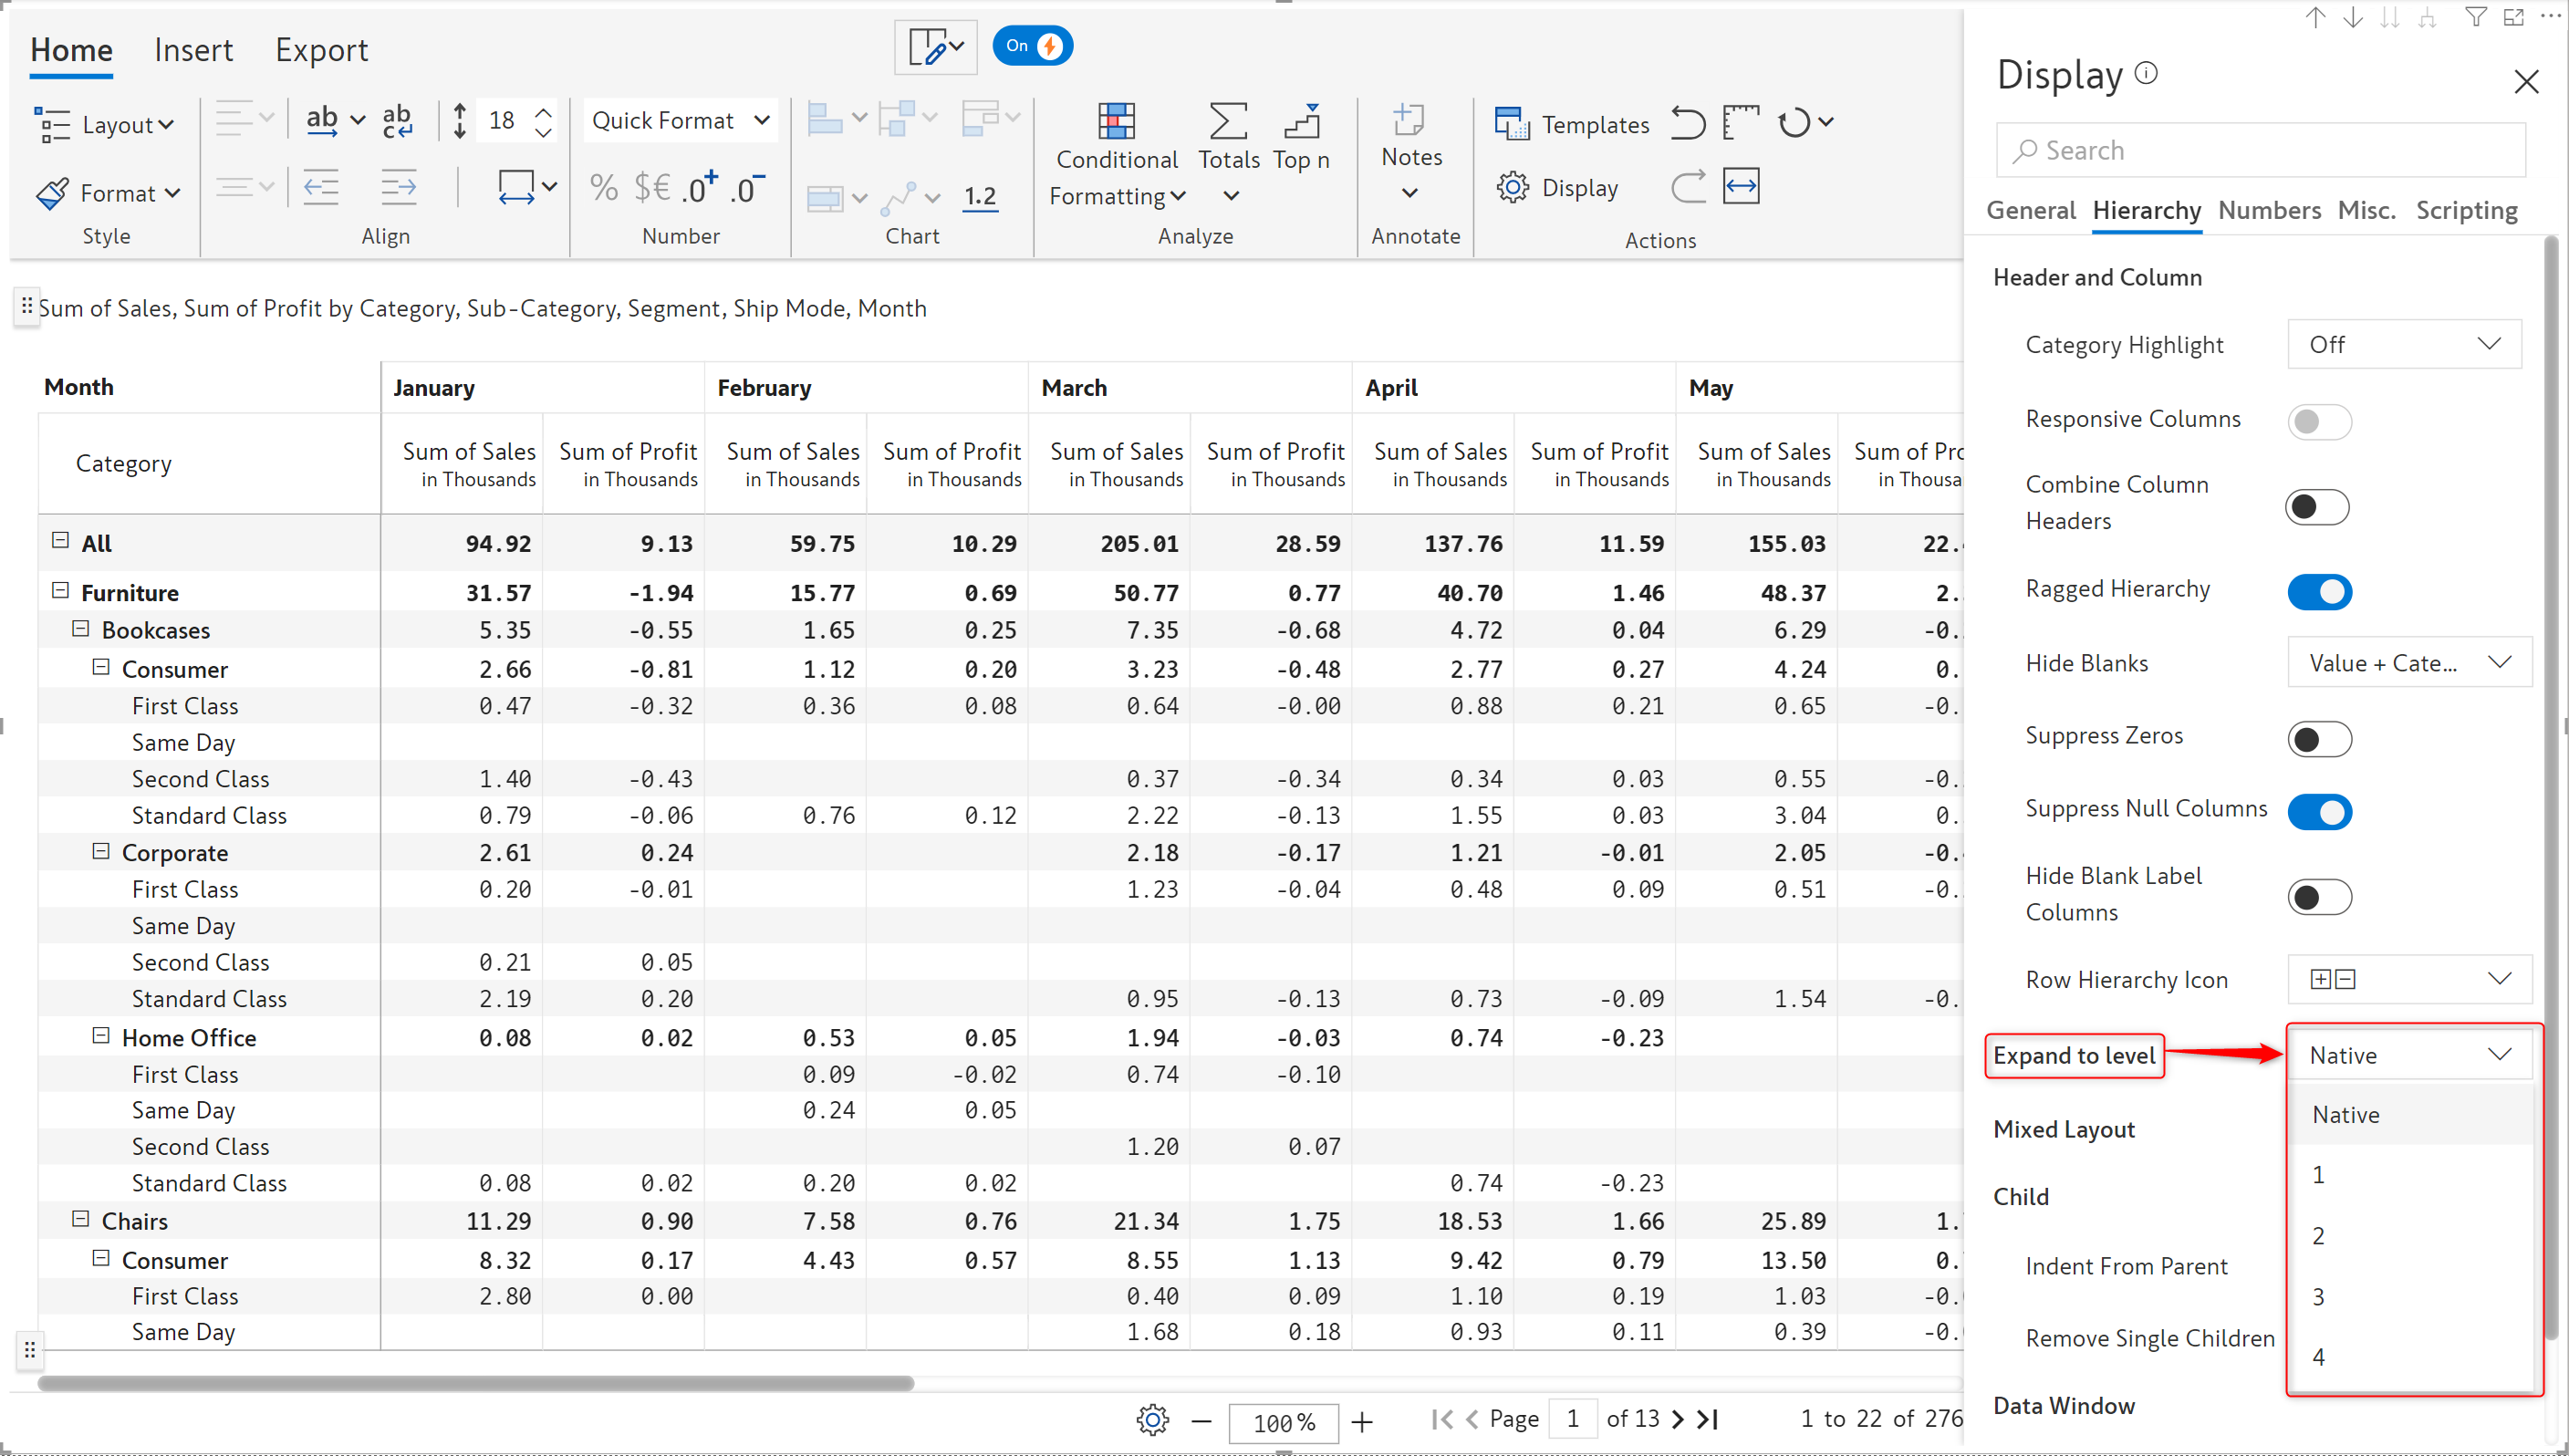 Home Insert Export On
Layout ab ab c 18 Quick Format
Conditional Formatting Totals Top n Notes Templates
Format % $€ .0+ .0- 1.2 Display
Style Align Number Chart Analyze Annotate Actions
Sum of Sales, Sum of Profit by Category, Sub-Category, Segment, Ship Mode, Month
Month January February March April May
Category Sum of Sales Sum of Profit Sum of Sales Sum of Profit Sum of Sales Sum of Profit Sum of Sales Sum of Profit Sum of Sales Sum of Pro
in Thousands in Thousands in Thousands in Thousands in Thousands in Thousands in Thousands in Thousands in Thousands in Thousa
All 94.92 9.13 59.75 10.29 205.01 28.59 137.76 11.59 155.03 22.
Furniture 31.57 -1.94 15.77 0.69 50.77 0.77 40.70 1.46 48.37 2.
Bookcases 5.35 -0.55 1.65 0.25 7.35 -0.68 4.72 0.04 6.29 -0.
Consumer 2.66 -0.81 1.12 0.20 3.23 -0.48 2.77 0.27 4.24 0.
First Class 0.47 -0.32 0.36 0.08 0.64 -0.00 0.88 0.21 0.65 -0.
Same Day
Second Class 1.40 -0.43 0.37 -0.34 0.34 0.03 0.55 -0.
Standard Class 0.79 -0.06 0.76 0.12 2.22 -0.13 1.55 0.03 3.04 0.
Corporate 2.61 0.24 2.18 -0.17 1.21 -0.01 2.05 -0.
First Class 0.20 -0.01 1.23 -0.04 0.48 0.09 0.51 -0.
Same Day
Second Class 0.21 0.05
Standard Class 2.19 0.20 0.95 -0.13 0.73 -0.09 1.54 -0.
Home Office 0.08 0.02 0.53 0.05 1.94 -0.03 0.74 -0.23
First Class 0.09 -0.02 0.74 -0.10
Same Day 0.24 0.05
Second Class 1.20 0.07
Standard Class 0.08 0.02 0.20 0.02 0.74 -0.23
Chairs 11.29 0.90 7.58 0.76 21.34 1.75 18.53 1.66 25.89 1.
Consumer 8.32 0.17 4.43 0.57 8.55 1.13 9.42 0.79 13.50 0.
First Class 2.80 0.00 0.40 0.09 1.10 0.19 1.03 -0.
Same Day 1.68 0.18 0.93 0.11 0.39 -0.
100% Page 1 of 13 1 to 22 of 276
Display
Search
General Hierarchy Numbers Misc. Scripting
Header and Column
Category Highlight Off
Responsive Columns
Combine Column
Headers
Ragged Hierarchy
Hide Blanks Value + Cate...
Suppress Zeros
Suppress Null Columns
Hide Blank Label
Columns
Row Hierarchy Icon
Expand to level Native
Native
Mixed Layout
1
Child
2
Indent From Parent
3
Remove Single Children
4
Data Window